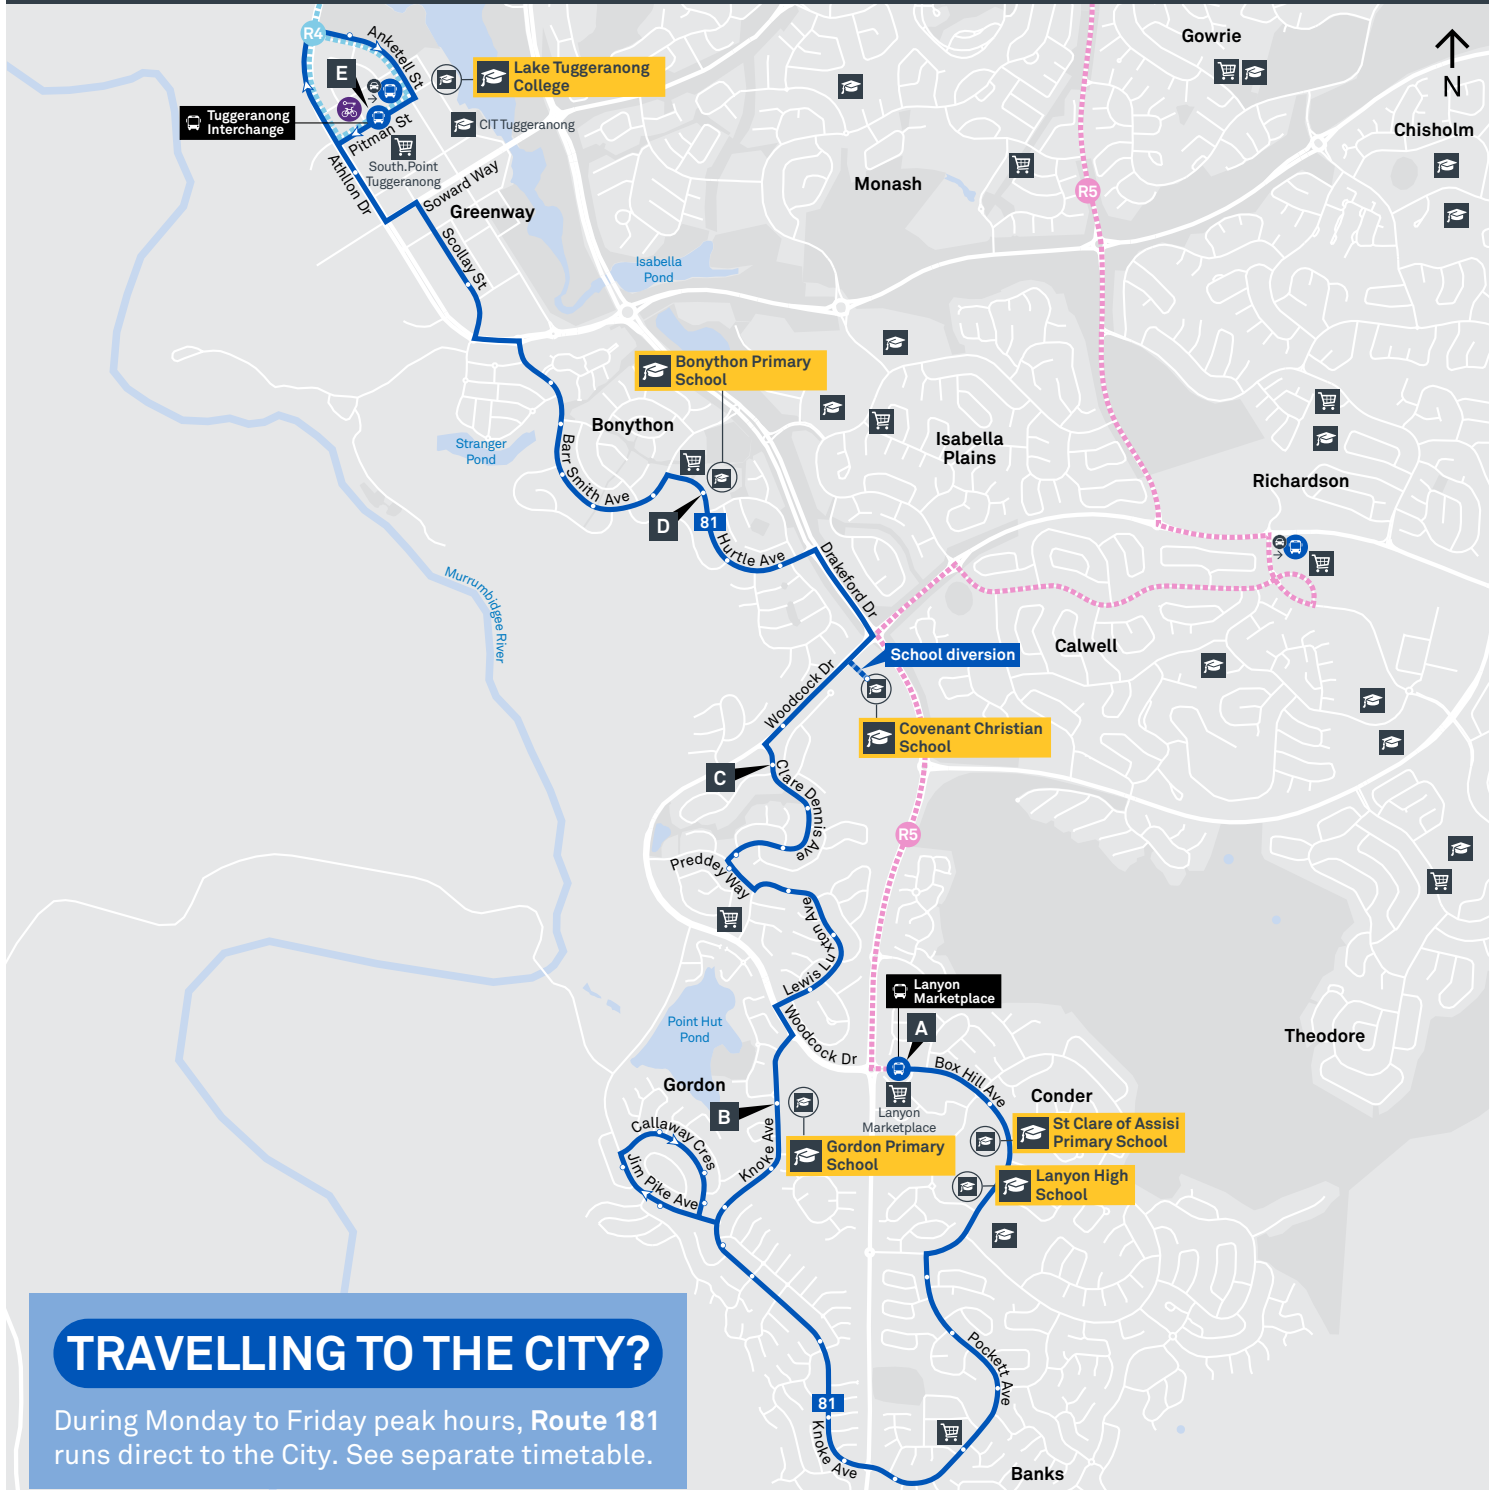 R4
Anketell St
Gowrie
E
Lake Tuggeranong
College
N
Tuggeranong
Interchange
Pitman St
CIT Tuggeranong
Chisholm
South.Point
Tuggeranong
Athllon Dr
Soward Way
Monash
R5
Greenway
Scollay St
Isabella
Pond
Bonython Primary
School
Bonython
Stranger
Pond
Isabella
Plains
Barr Smith Ave
Richardson
D
81
Hurtle Ave
Drakeford Dr
Murrumbidgee River
School diversion
Calwell
Woodcock Dr
Covenant Christian
School
C
Clare Dennis Ave
R5
Preddey Way
Lewis Luxton Ave
Lanyon
Marketplace
Point Hut
Pond
Woodcock Dr
A
Theodore
Box Hill Ave
Gordon
Conder
B
Lanyon
Marketplace
St Clare of Assisi
Primary School
Callaway Cres
Knoke Ave
Gordon Primary
School
Jim Pike Ave
Lanyon High
School
TRAVELLING TO THE CITY?
During Monday to Friday peak hours, Route 181
runs direct to the City. See separate timetable.
Pockett Ave
81
Knoke Ave
Banks